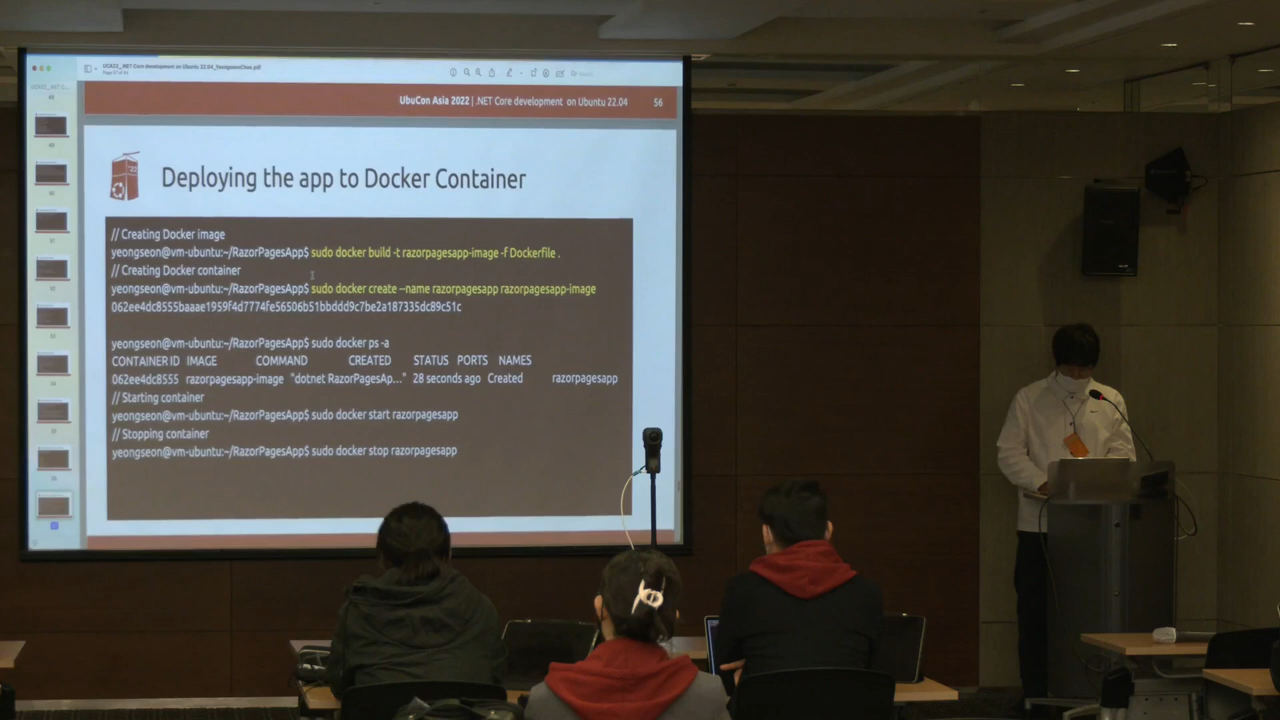 UbuCon Asia 2022 | .NET Core development on Ubuntu 22.04 56
Deploying the app to Docker Container
// Creating Docker image
yeongseon@vm-ubuntu:~/RazorPagesApp$ sudo docker build -t razorpagesapp-image -f Dockerfile .
// Creating Docker container
yeongseon@vm-ubuntu:~/RazorPagesApp$ sudo docker create --name razorpagesapp razorpagesapp-image
062ee4dc8555baaae1959f4d7774fe56506b51bbddd9c7be2a187335dc89c51c
yeongseon@vm-ubuntu:~/RazorPagesApp$ sudo docker ps -a
CONTAINER ID IMAGE COMMAND CREATED STATUS PORTS NAMES
062ee4dc8555 razorpagesapp-image "dotnet RazorPagesAp..." 28 seconds ago Created razorpagesapp
// Starting container
yeongseon@vm-ubuntu:~/RazorPagesApp$ sudo docker start razorpagesapp
// Stopping container
yeongseon@vm-ubuntu:~/RazorPagesApp$ sudo docker stop razorpagesapp